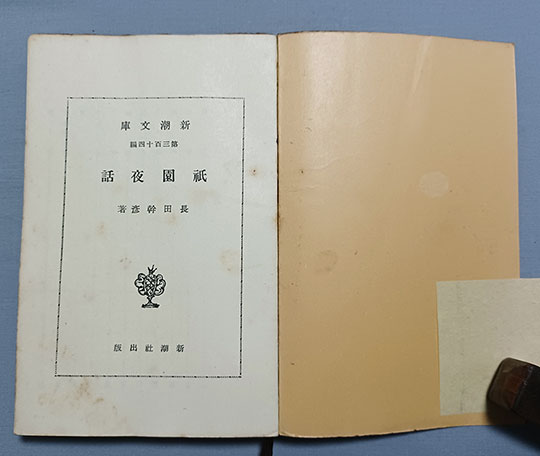 新潮文庫
第三百十四編
祇園夜話
長田幹彦著
新潮社出版